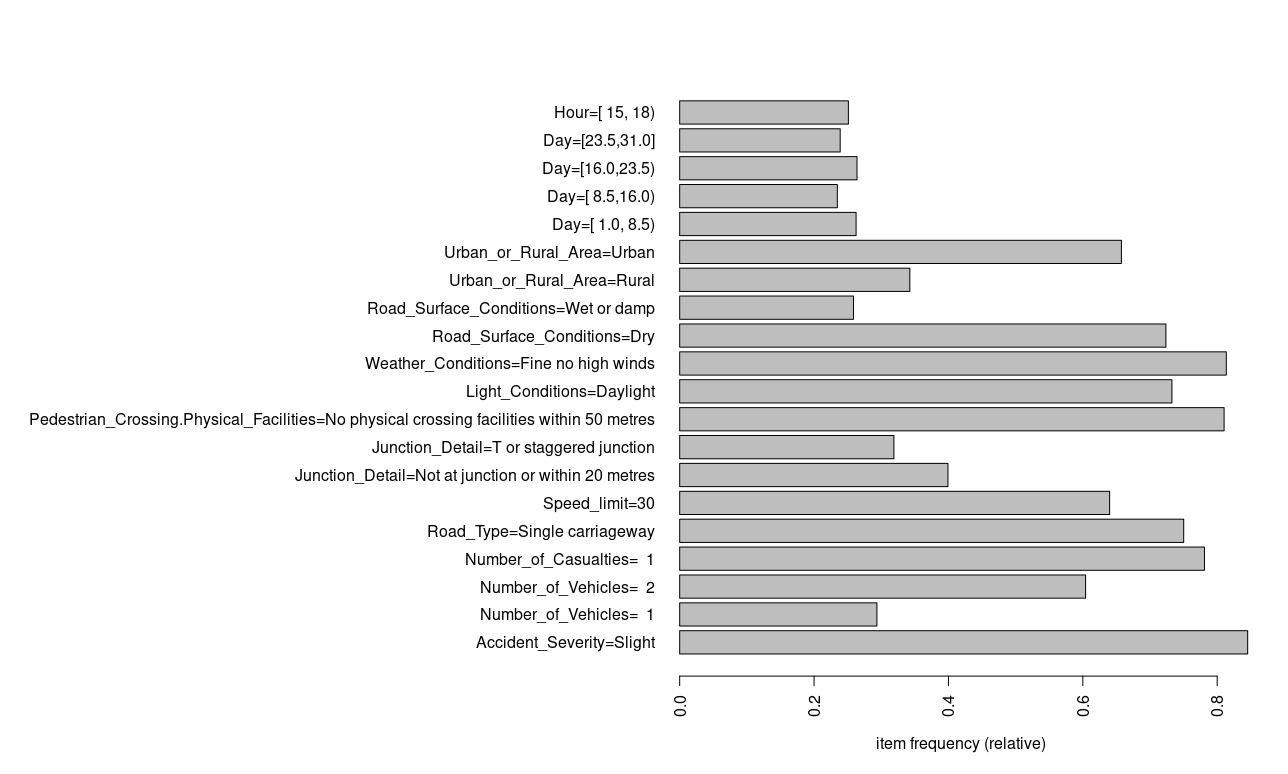 Hour=[ 15, 18)
Day=[23.5,31.0]
Day=[16.0,23.5)
Day=[ 8.5,16.0)
Day=[ 1.0, 8.5)
Urban_or_Rural_Area=Urban
Urban_or_Rural_Area=Rural
Road_Surface_Conditions=Wet or damp
Road_Surface_Conditions=Dry
Weather_Conditions=Fine no high winds
Light_Conditions=Daylight
Pedestrian_Crossing.Physical_Facilities=No physical crossing facilities within 50 metres
Junction_Detail=T or staggered junction
Junction_Detail=Not at junction or within 20 metres
Speed_limit=30
Road_Type=Single carriageway
Number_of_Casualties=  1
Number_of_Vehicles=  2
Number_of_Vehicles=  1
Accident_Severity=Slight
0.0 0.2 0.4 0.6 0.8
item frequency (relative)